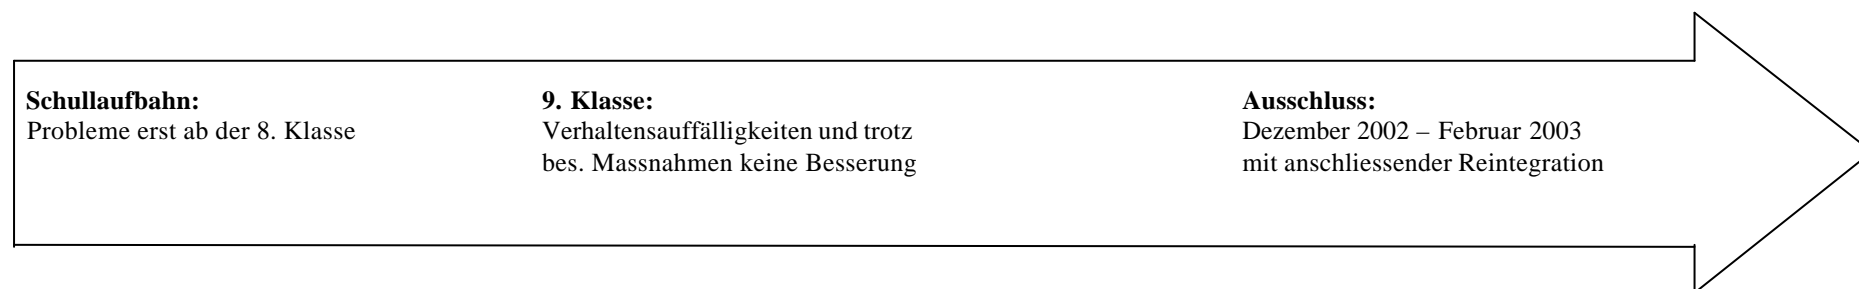 Schullaufbahn:
Probleme erst ab der 8. Klasse
9. Klasse:
Verhaltensauffälligkeiten und trotz
bes. Massnahmen keine Besserung
Ausschluss:
Dezember 2002 – Februar 2003
mit anschliessender Reintegration